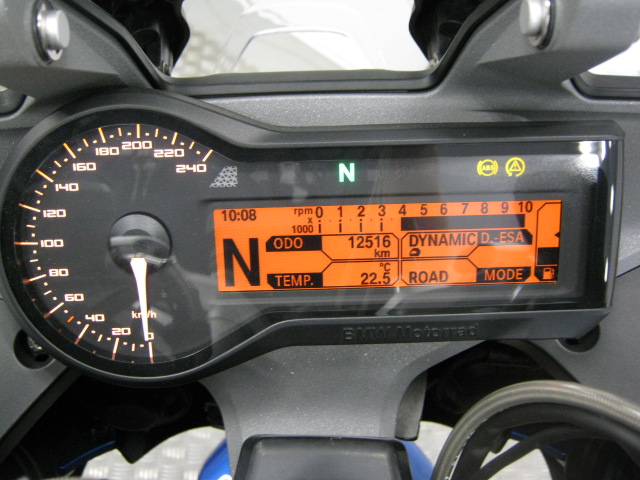 0
20
40
60
80
100
120
140
160
180
200
220
240
km/h
N
ABS
10:08 rpm x 1000 0 1 2 3 4 5 6 7 8 9 10
N
ODO 12516 km
DYNAMIC D.-ESA
TEMP. °C 22.5
ROAD MODE
BMW Motorrad